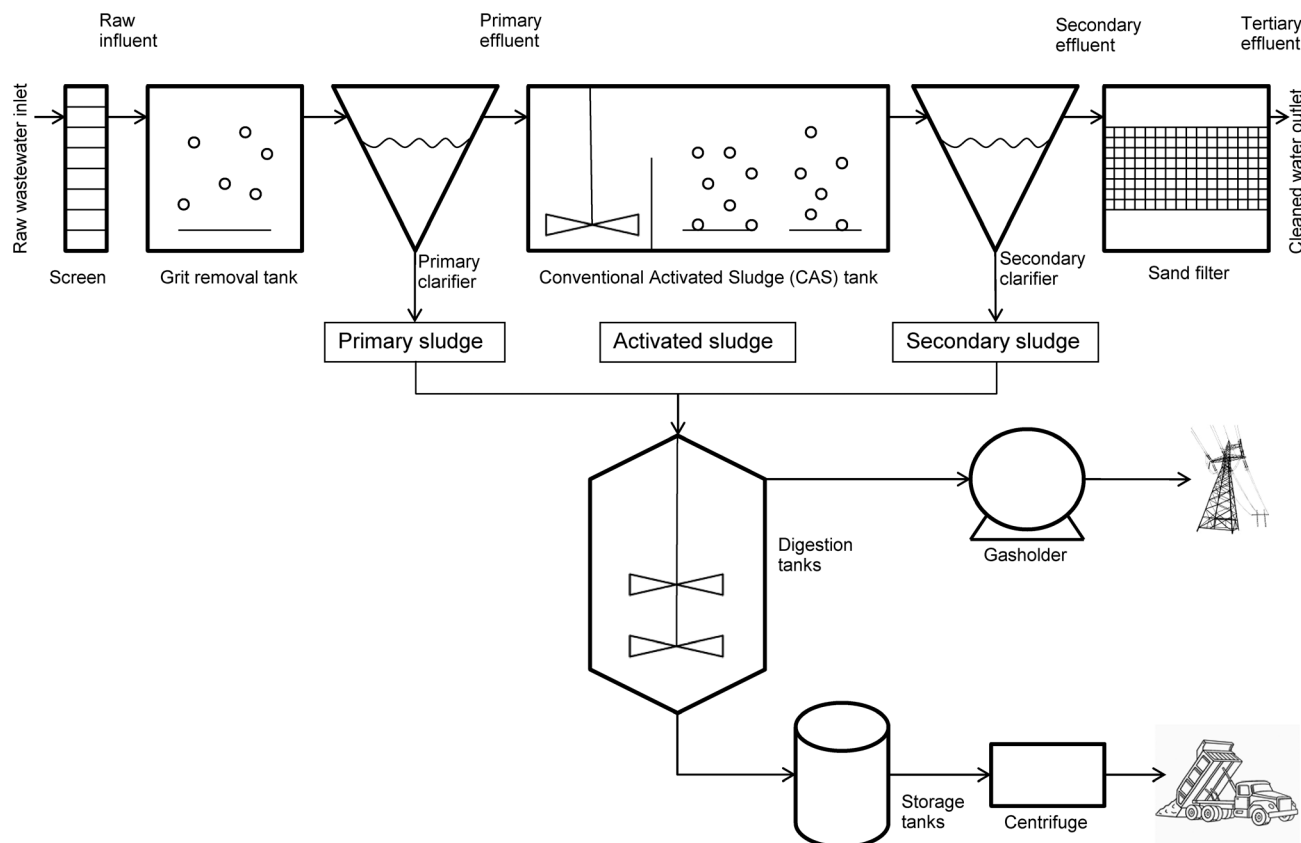 Raw
influent
Primary
effluent
Secondary
effluent
Tertiary
effluent
Raw wastewater inlet
Cleaned water outlet
Screen
Grit removal tank
Primary
clarifier
Conventional Activated Sludge (CAS) tank
Secondary
clarifier
Sand filter
Primary sludge
Activated sludge
Secondary sludge
Digestion
tanks
Gasholder
Storage
tanks
Centrifuge